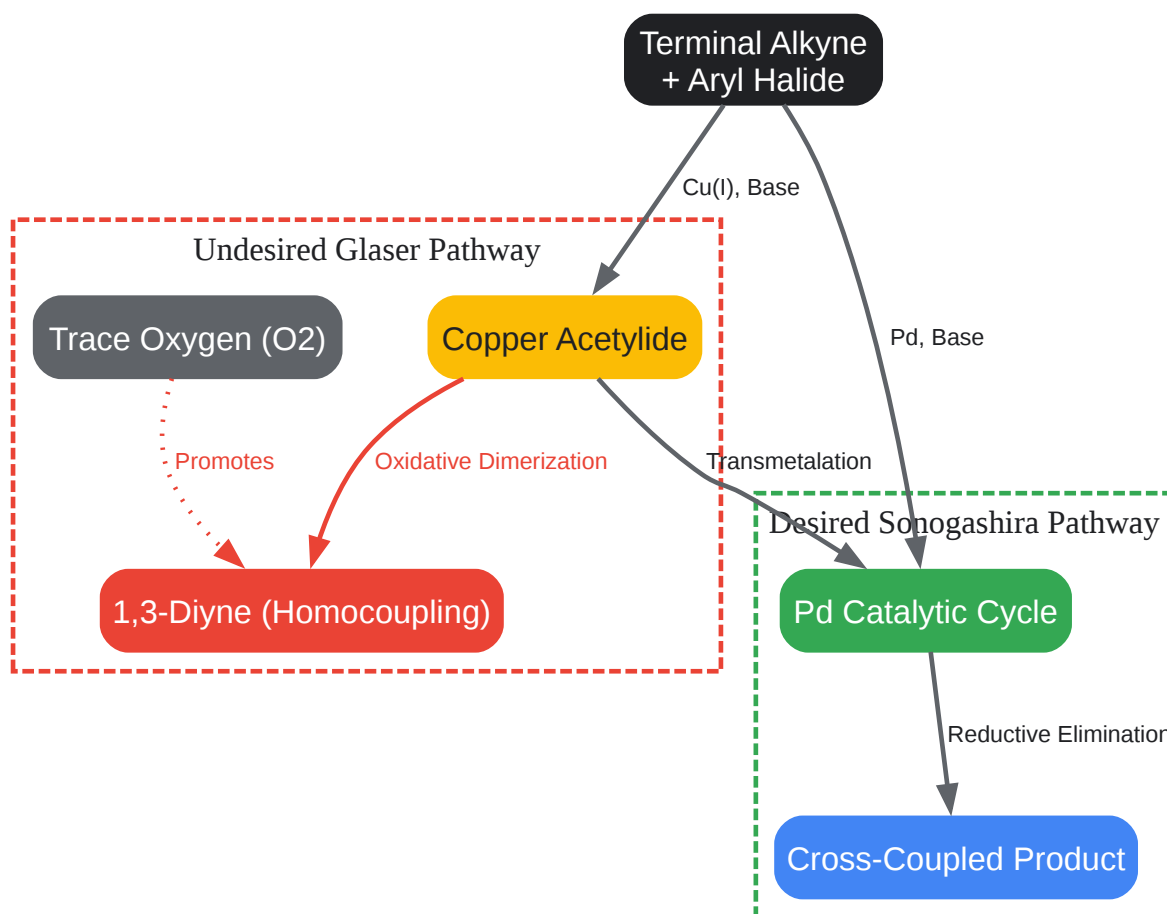 Terminal Alkyne
+ Aryl Halide
Cu(I), Base
Undesired Glaser Pathway
Trace Oxygen (O2)
Copper Acetylide
Pd, Base
Promotes
Oxidative Dimerization
Transmetalation
Desired Sonogashira Pathway
1,3-Diyne (Homocoupling)
Pd Catalytic Cycle
Reductive Elimination
Cross-Coupled Product